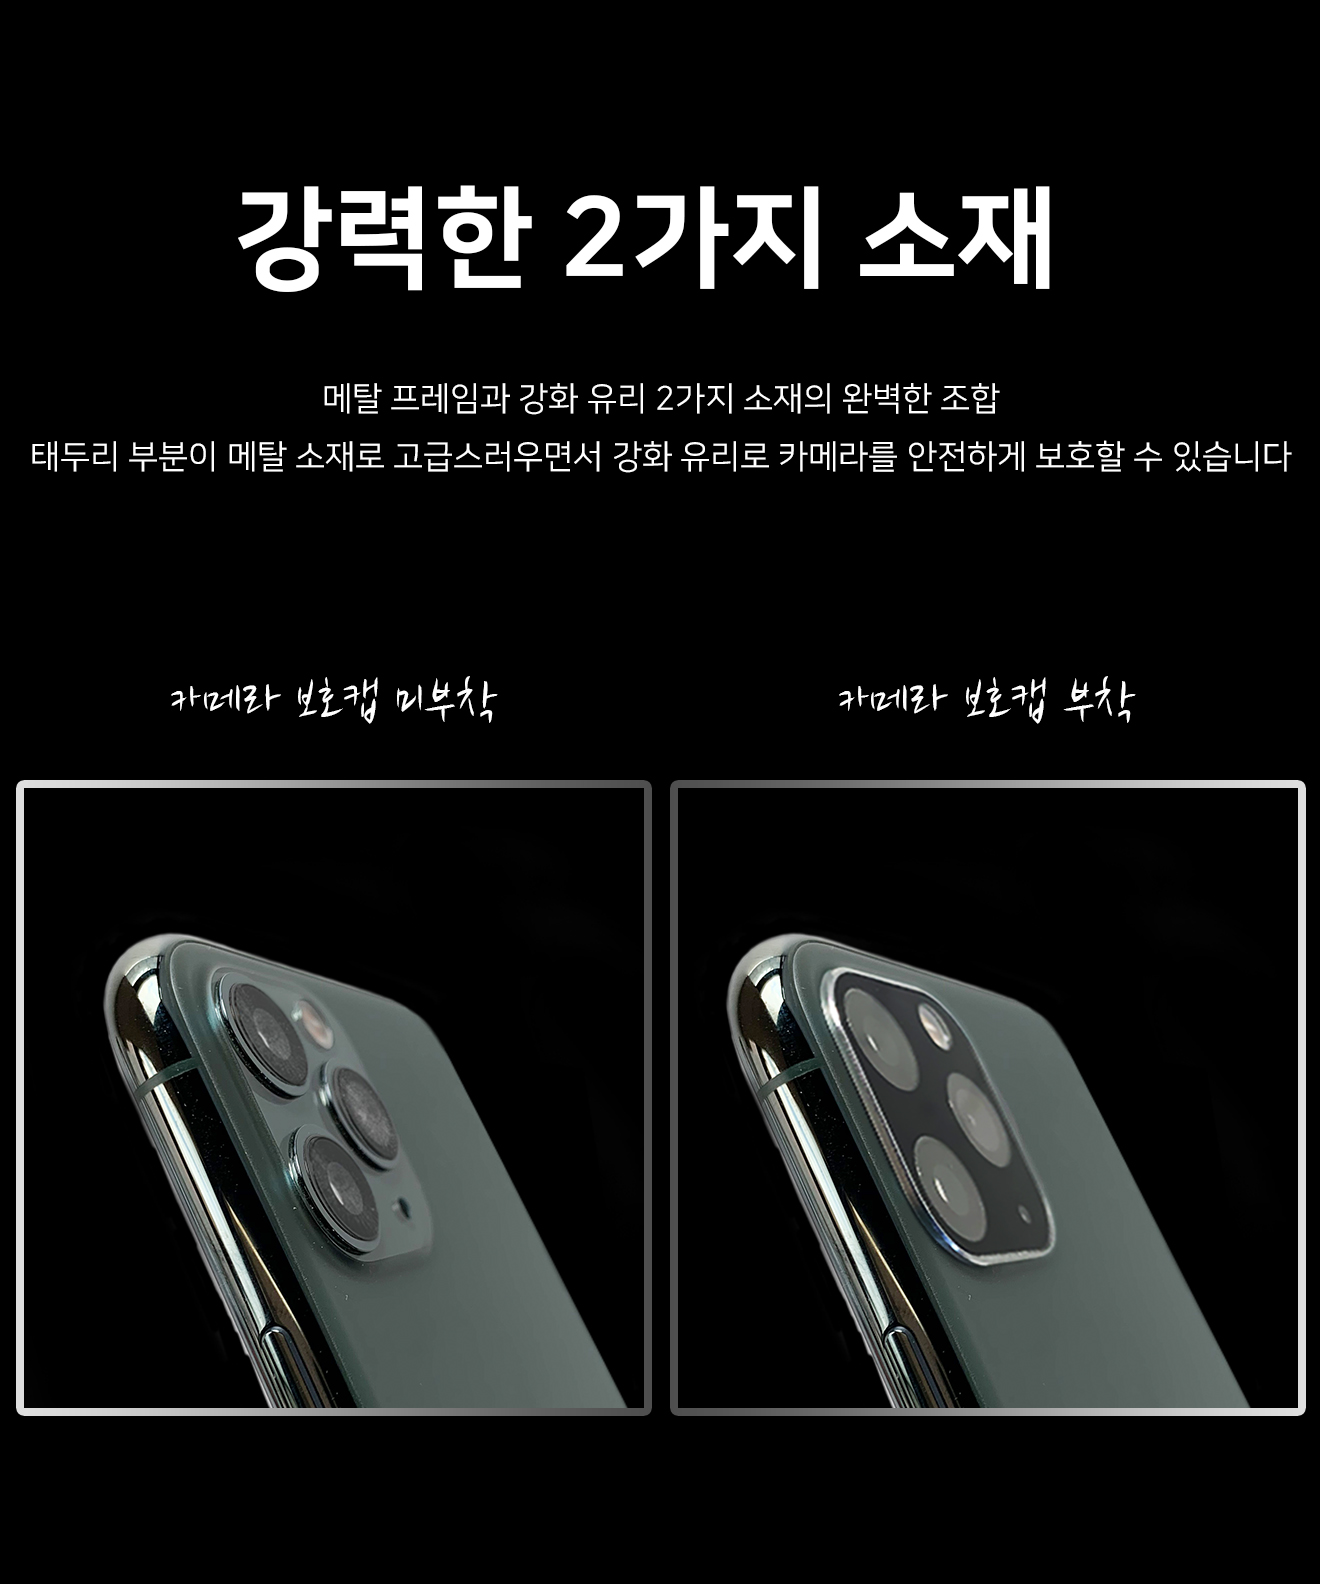 강력한 2가지 소재
메탈 프레임과 강화 유리 2가지 소재의 완벽한 조합
태두리 부분이 메탈 소재로 고급스러우면서 강화 유리로 카메라를 안전하게 보호할 수 있습니다
카메라 보호캡 미부착
카메라 보호캡 부착